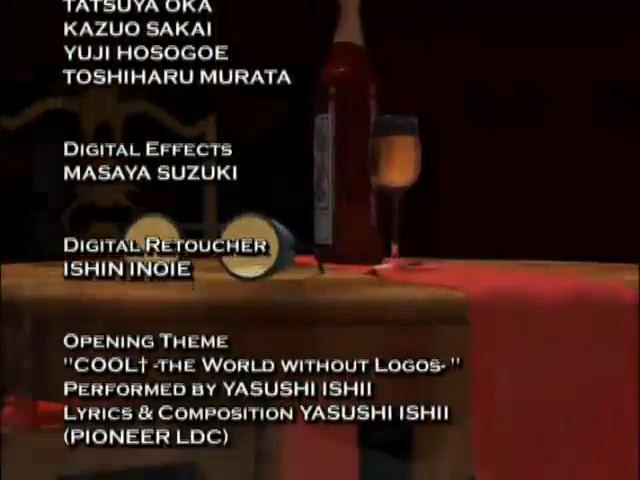 TATSUYA OKA
KAZUO SAKAI
YUJI HOSOGOE
TOSHIHARU MURATA
DIGITAL EFFECTS
MASAYA SUZUKI
DIGITAL RETOUCHER
ISHIN INOIE
OPENING THEME
"COOL† -THE WORLD WITHOUT LOGOS- "
PERFORMED BY YASUSHI ISHII
LYRICS & COMPOSITION YASUSHI ISHII
(PIONEER LDC)